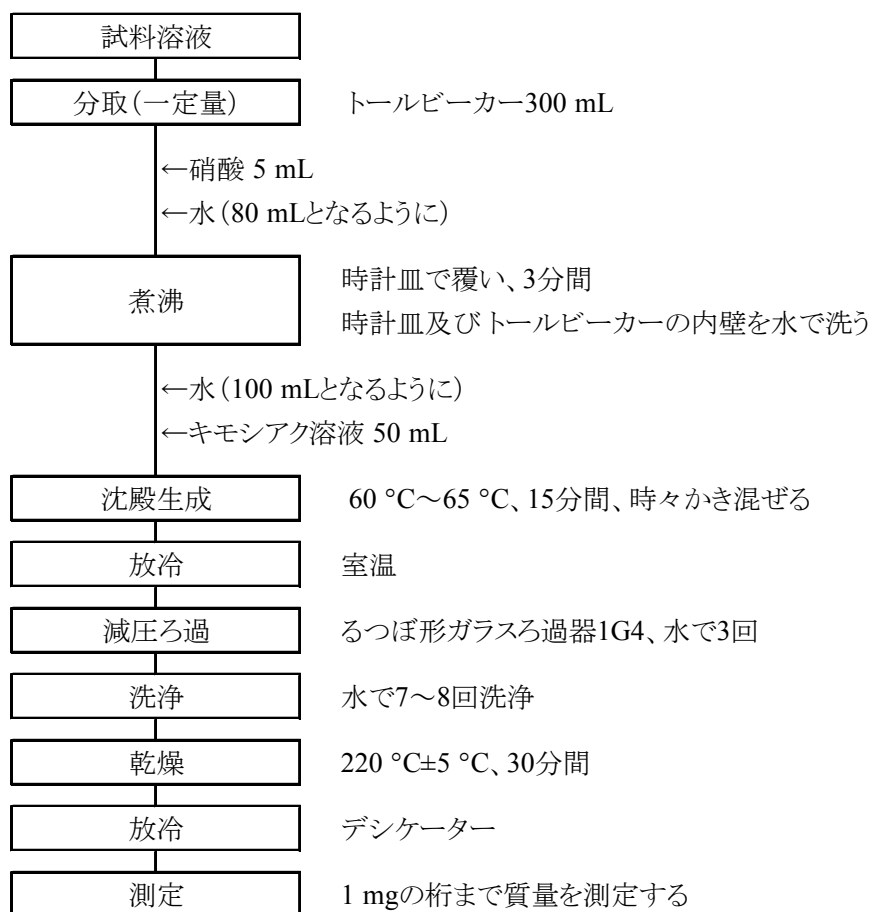 試料溶液
分取(一定量) トールビーカー300 mL
←硝酸 5 mL
←水(80 mLとなるように)
煮沸
時計皿で覆い、3分間
時計皿及びトールビーカーの内壁を水で洗う
←水(100 mLとなるように)
←キモシアク溶液 50 mL
沈殿生成 60 °C~65 °C、15分間、時々かき混ぜる
放冷 室温
減圧ろ過 るつぼ形ガラスろ過器1G4、水で3回
洗浄 水で7~8回洗浄
乾燥 220 °C±5 °C、30分間
放冷 デシケーター
測定 1 mgの桁まで質量を測定する